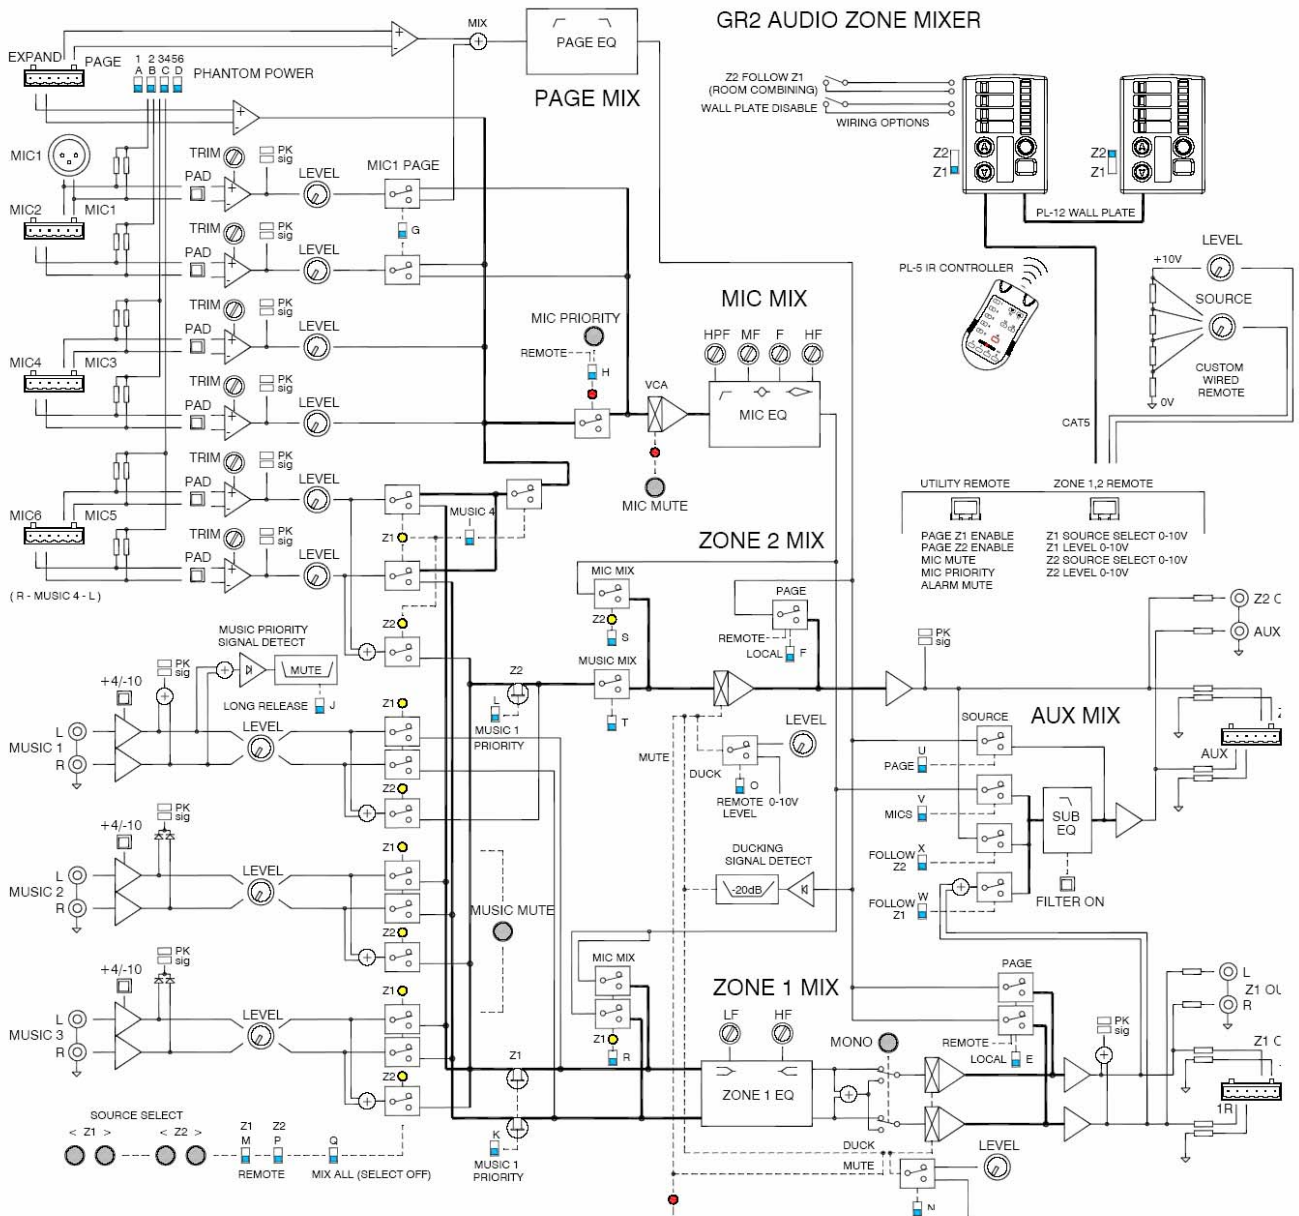 GR2 AUDIO ZONE MIXER
MIX
PAGE EQ
PAGE MIX
EXPAND PAGE
1 2 3 4 5 6
A B C D
PHANTOM POWER
Z2 FOLLOW Z1
(ROOM COMBINING)
WALL PLATE DISABLE
WIRING OPTIONS
Z2
Z1
Z2
Z1
PL-12 WALL PLATE
MIC1
TRIM
PK
sig
PAD
LEVEL
MIC1 PAGE
G
MIC2 MIC1
TRIM
PK
sig
PAD
LEVEL
PL-5 IR CONTROLLER
LEVEL
+10V
SOURCE
CUSTOM
WIRED
REMOTE
0V
CAT5
MIC MIX
MIC PRIORITY
REMOTE
H
HPF MF F HF
VCA
MIC EQ
MIC MUTE
TRIM
PK
sig
PAD
LEVEL
MIC4 MIC3
TRIM
PK
sig
PAD
LEVEL
TRIM
PK
sig
PAD
LEVEL
MIC6 MIC5
TRIM
PK
sig
PAD
LEVEL
(R - MUSIC 4 - L)
Z1
MUSIC 4
Z2
UTILITY REMOTE
ZONE 1,2 REMOTE
PAGE Z1 ENABLE
PAGE Z2 ENABLE
MIC MUTE
MIC PRIORITY
ALARM MUTE
Z1 SOURCE SELECT 0-10V
Z1 LEVEL 0-10V
Z2 SOURCE SELECT 0-10V
Z2 LEVEL 0-10V
ZONE 2 MIX
MIC MIX
Z2
S
PAGE
REMOTE
LOCAL F
MUSIC MIX
T
PK
sig
Z2 O
AUX
AUX
MUSIC PRIORITY
SIGNAL DETECT
MUTE
LONG RELEASE J
PK
sig
+4/-10
L
MUSIC 1
R
LEVEL
Z1
Z2
Z2
L
MUSIC 1
PRIORITY
MUTE
DUCK
LEVEL
O
REMOTE 0-10V
LEVEL
AUX MIX
SOURCE
U
PAGE
V
MICS
X
FOLLOW
Z2
W
FOLLOW
Z1
SUB
EQ
FILTER ON
DUCKING
SIGNAL DETECT
-20dB
PK
sig
+4/-10
L
MUSIC 2
R
LEVEL
Z1
Z2
MUSIC MUTE
PK
sig
+4/-10
L
MUSIC 3
R
LEVEL
Z1
Z2
MIC MIX
Z1
R
ZONE 1 MIX
LF HF
ZONE 1 EQ
MONO
PAGE
REMOTE
LOCAL E
PK
sig
L
Z1 OU
R
Z1 O
1R
Z1
K
MUSIC 1
PRIORITY
DUCK
MUTE
LEVEL
N
SOURCE SELECT
< Z1 > < Z2 >
Z1 Z2
M P Q
REMOTE
MIX ALL (SELECT OFF)